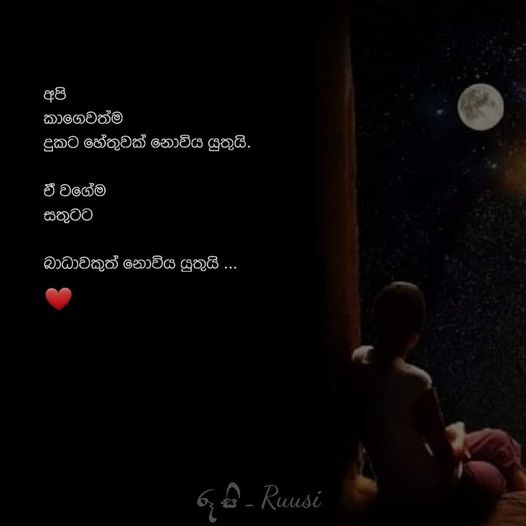 අපි
කාගෙවත්ම
දුකට හේතුවක් නොවිය යුතුයි.
ඒ වගේම
සතුටට
බාධාවකුත් නොවිය යුතුයි ...
රූසි - Ruusi